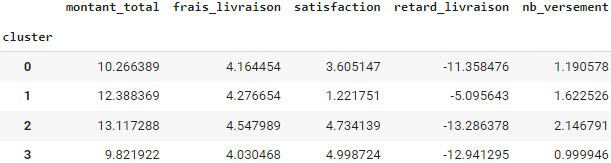 montant_total frais_livraison satisfaction retard_livraison nb_versement
cluster
0 10.266389 4.164454 3.605147 -11.358476 1.190578
1 12.388369 4.276654 1.221751 -5.095643 1.622526
2 13.117288 4.547989 4.734139 -13.286378 2.146791
3 9.821922 4.030468 4.998724 -12.941295 0.999946